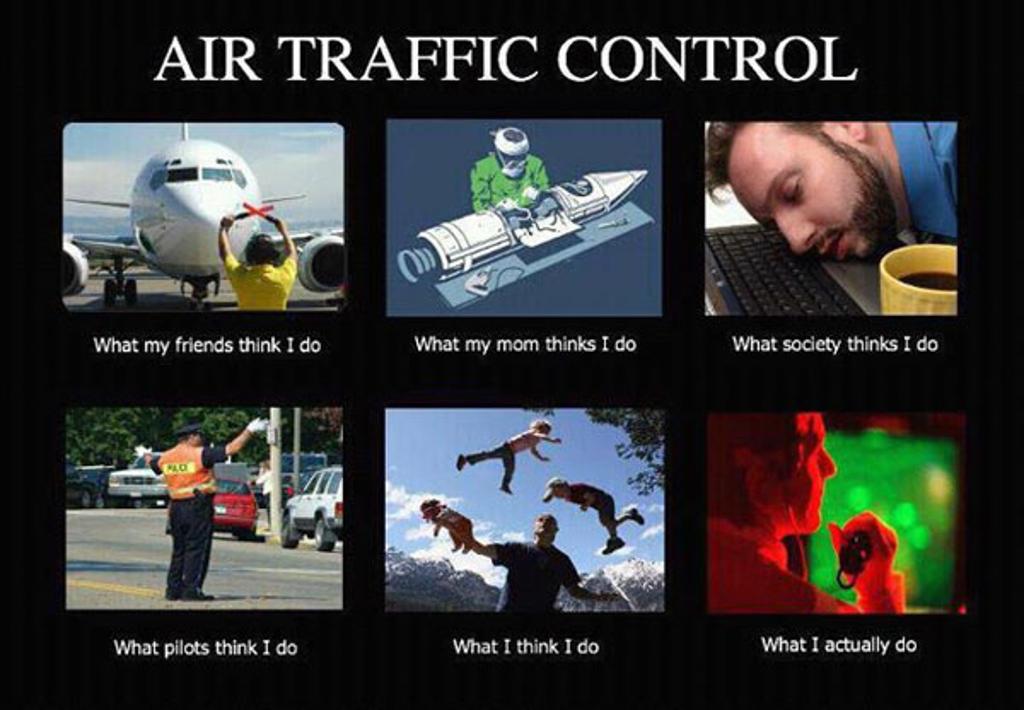 AIR TRAFFIC CONTROL
What my friends think I do
What my mom thinks I do
What society thinks I do
POLICE
What pilots think I do
What I think I do
What I actually do